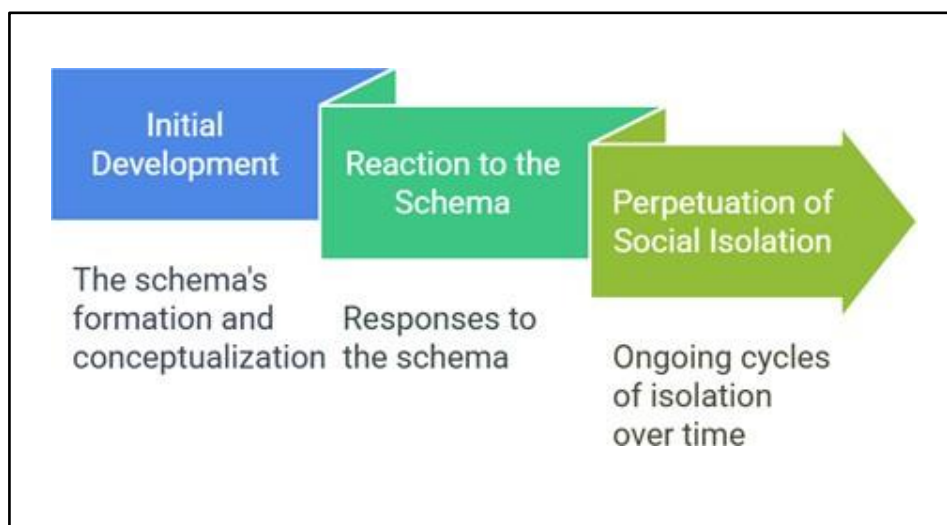 Initial
Development
The schema's
formation and
conceptualization
Reaction to the
Schema
Responses to
the schema
Perpetuation of
Social Isolation
Ongoing cycles
of isolation
over time